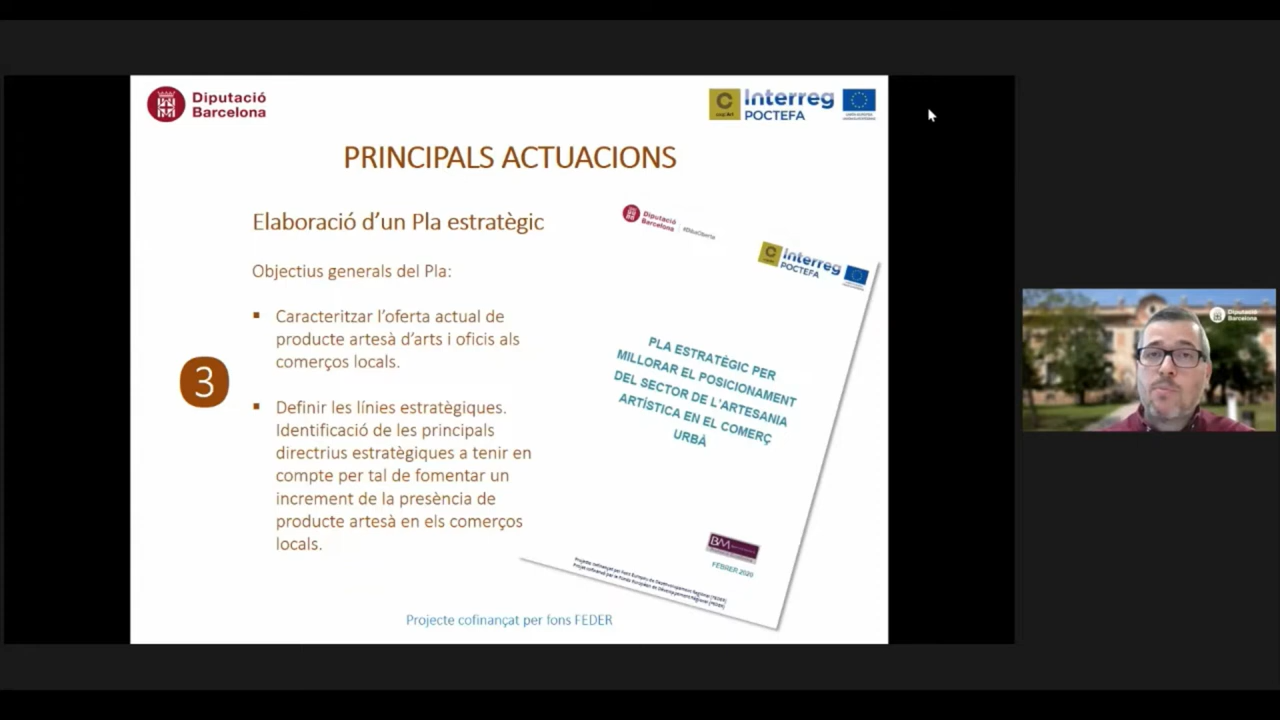 Diputació
Barcelona
Interreg
POCTEFA
PRINCIPALS ACTUACIONS
Elaboració d'un Pla estratègic
Objectius generals del Pla:
Caracteritzar l'oferta actual de
producte artesà d'arts i oficis als
comerços locals.
3
Definir les línies estratègiques.
Identificació de les principals
directrius estratègiques a tenir en
compte per tal de fomentar un
increment de la presència de
producte artesà en els comerços
locals.
Diputació
Barcelona
#DibaOberta
Interreg
POCTEFA
PLA ESTRATÈGIC PER
MILLORAR EL POSICIONAMENT
DEL SECTOR DE L'ARTESANIA
ARTÍSTICA EN EL COMERÇ
URBÀ
BM
FEBRER 2020
Projecte cofinançat per fons FEDER
Diputació
Barcelona